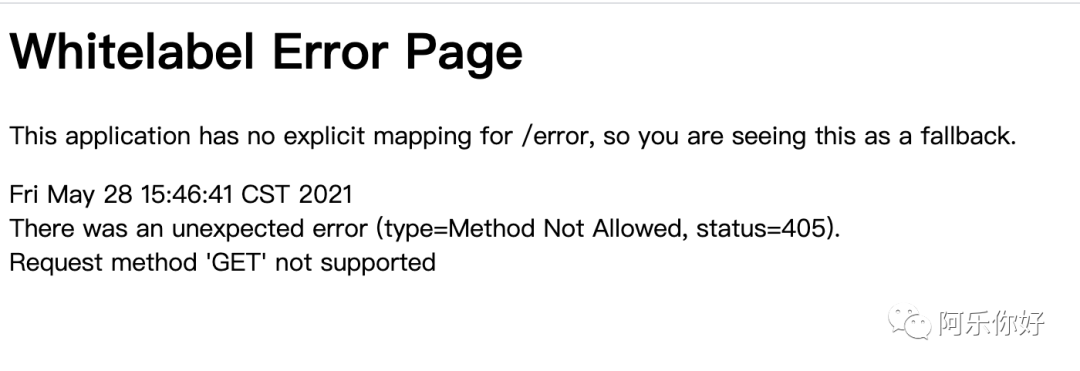 Whitelabel Error Page
This application has no explicit mapping for /error, so you are seeing this as a fallback.
Fri May 28 15:46:41 CST 2021
There was an unexpected error (type=Method Not Allowed, status=405).
Request method 'GET' not supported
阿乐你好